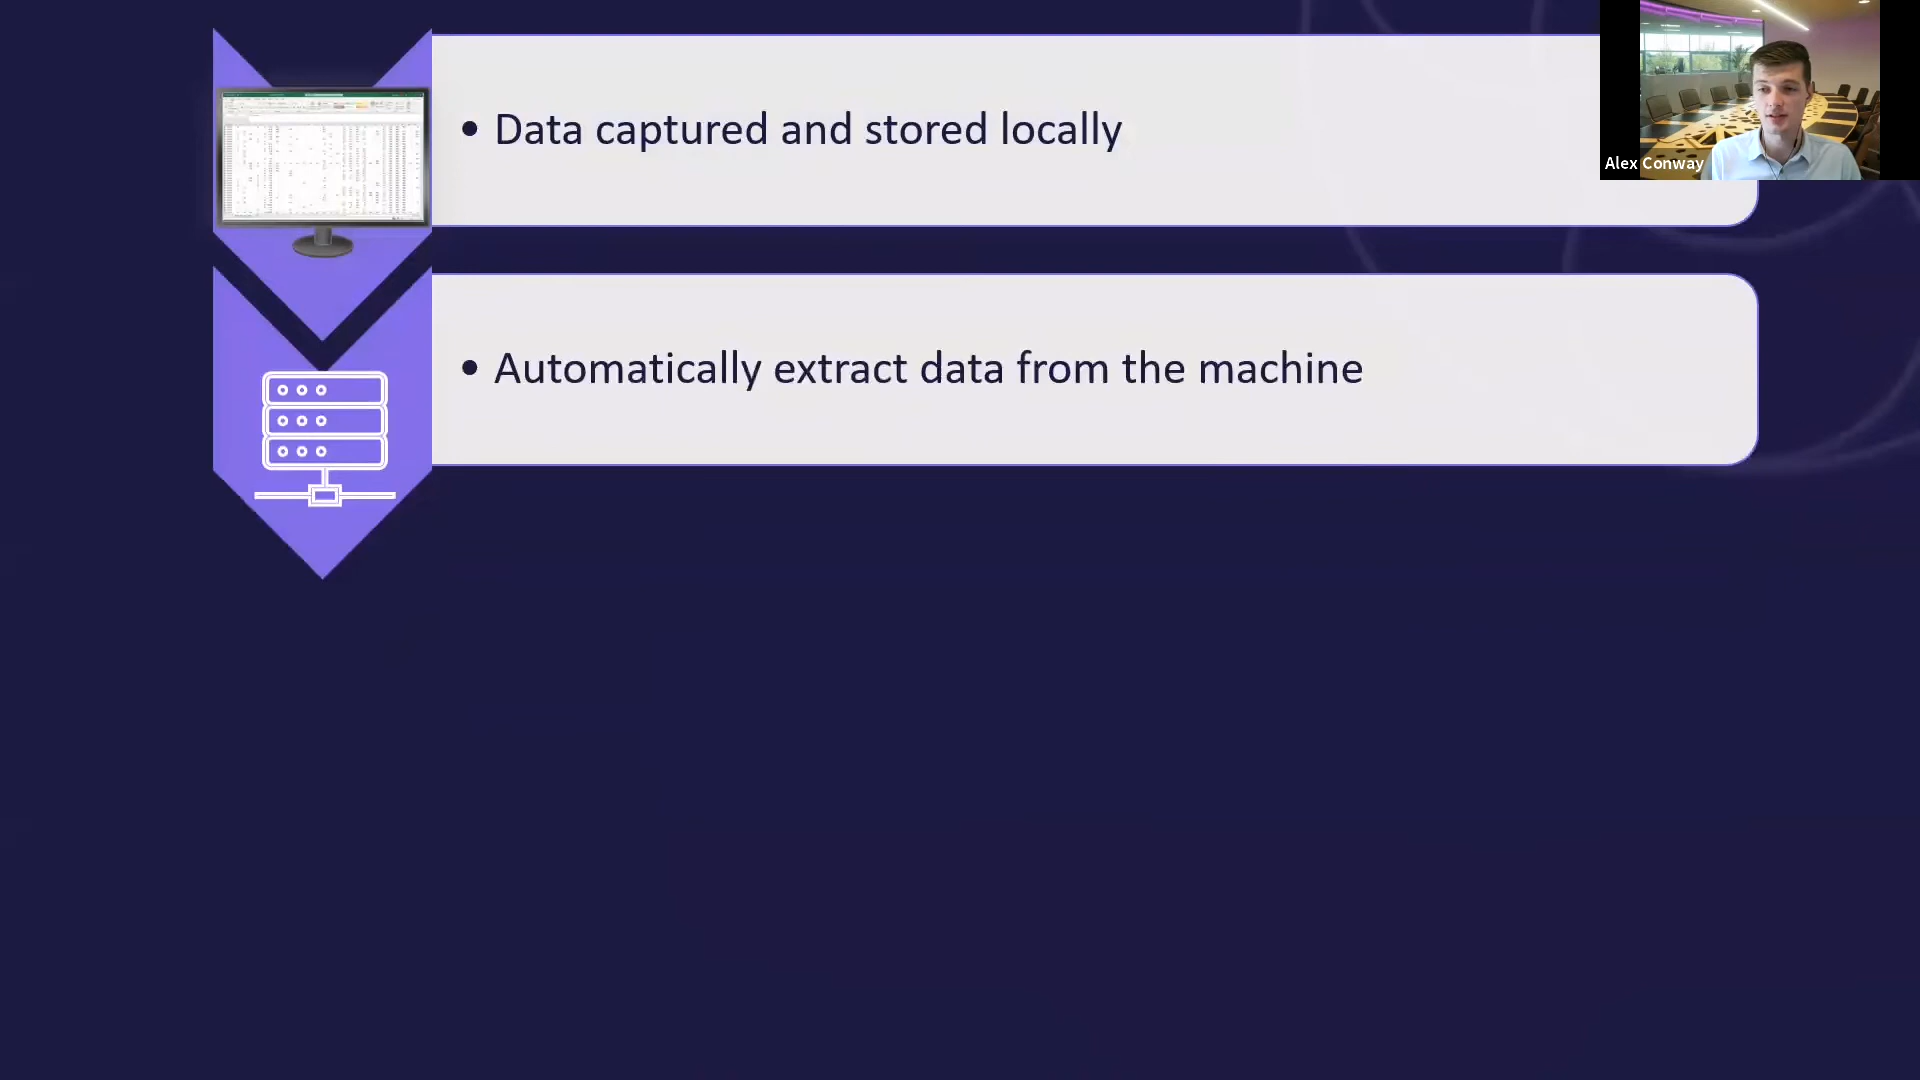 • Data captured and stored locally
Alex Conway
• Automatically extract data from the machine